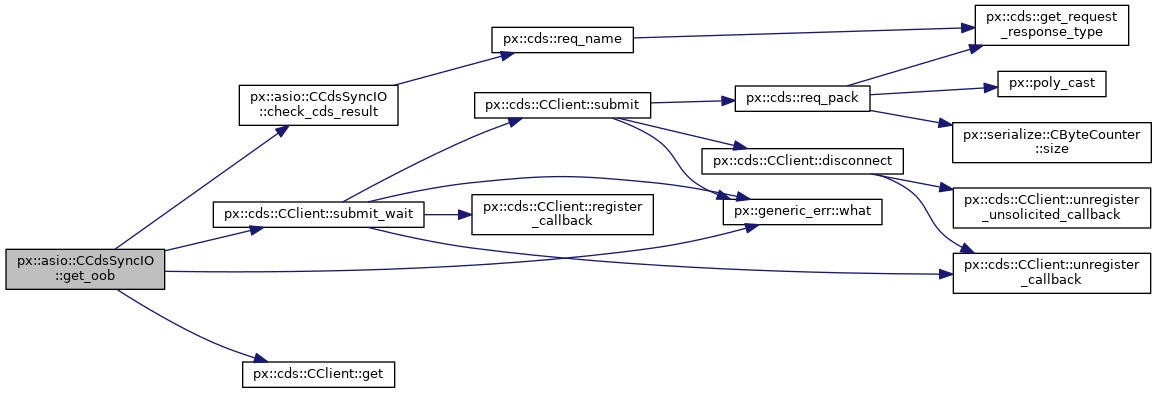 px::asio::CCdsSyncIO
::get_oob
px::asio::CCdsSyncIO
::check_cds_result
px::cds::req_name
px::cds::get_request
_response_type
px::cds::CClient::submit_wait
px::cds::CClient::submit
px::cds::req_pack
px::poly_cast
px::serialize::CByteCounter
::size
px::cds::CClient::disconnect
px::cds::CClient::unregister
_unsolicited_callback
px::cds::CClient::unregister
_callback
px::generic_err::what
px::cds::CClient::register
_callback
px::cds::CClient::get